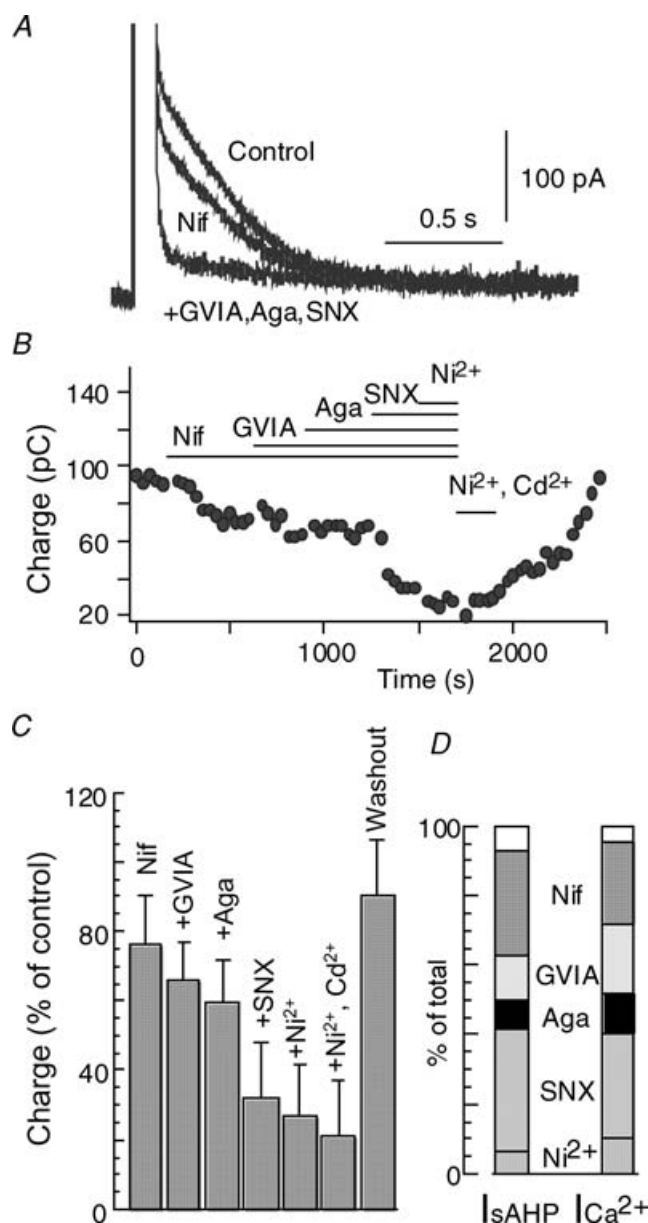 A
Control
100 pA
Nif
0.5 s
+GVIA,Aga,SNX
B
Charge (pC)
140
100
60
20
Nif
GVIA
Aga
SNX
Ni2+
Ni2+, Cd2+
0
1000
2000
Time (s)
C
Charge (% of control)
120
80
40
0
Nif
+GVIA
+Aga
+SNX
+Ni2+
+Ni2+, Cd2+
Washout
D
% of total
100
0
Nif
GVIA
Aga
SNX
Ni2+
IsAHP
ICa2+